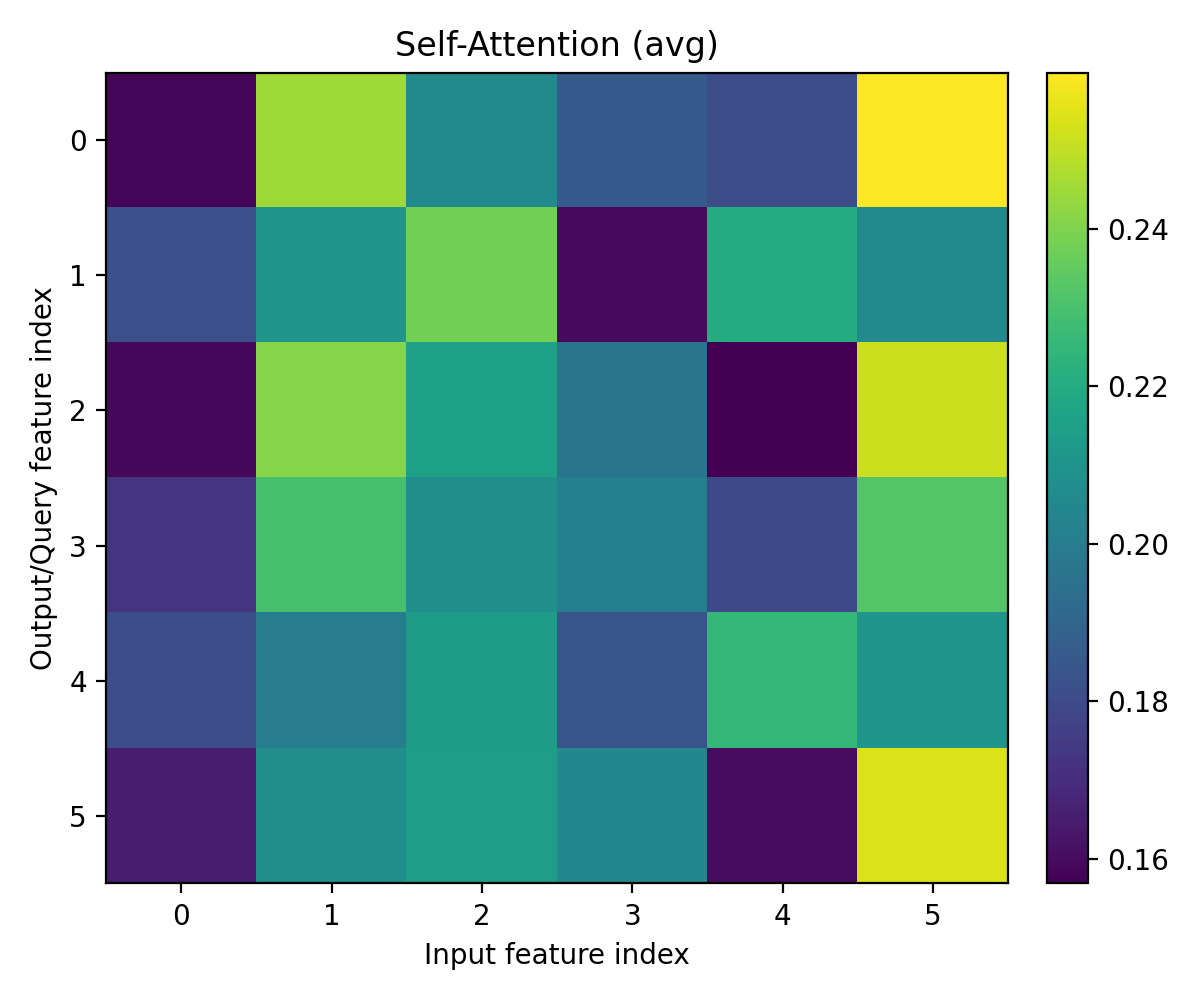 Self-Attention (avg)
Output/Query feature index
0
1
2
3
4
5
0 1 2 3 4 5
Input feature index
0.24
0.22
0.20
0.18
0.16